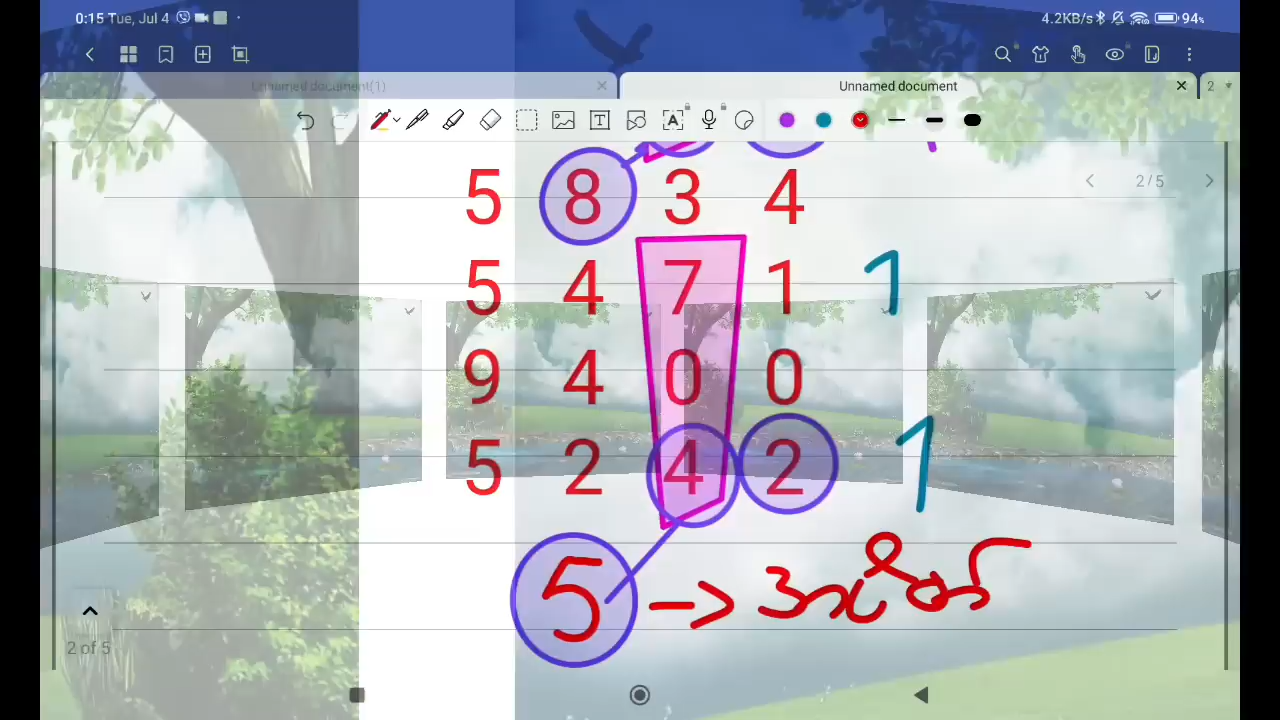 0:15 Tue, Jul 4
4.2KB/s 94%
Unnamed document(1)
Unnamed document
2
5 8 3 4
2/5
5 4 7 1 1
9 4 0 0
5 2 4 2 1
5 →
2 of 5